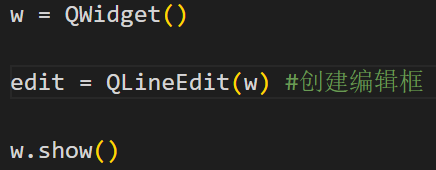 w = QWidget()
edit = QLineEdit(w) #创建编辑框
w.show()